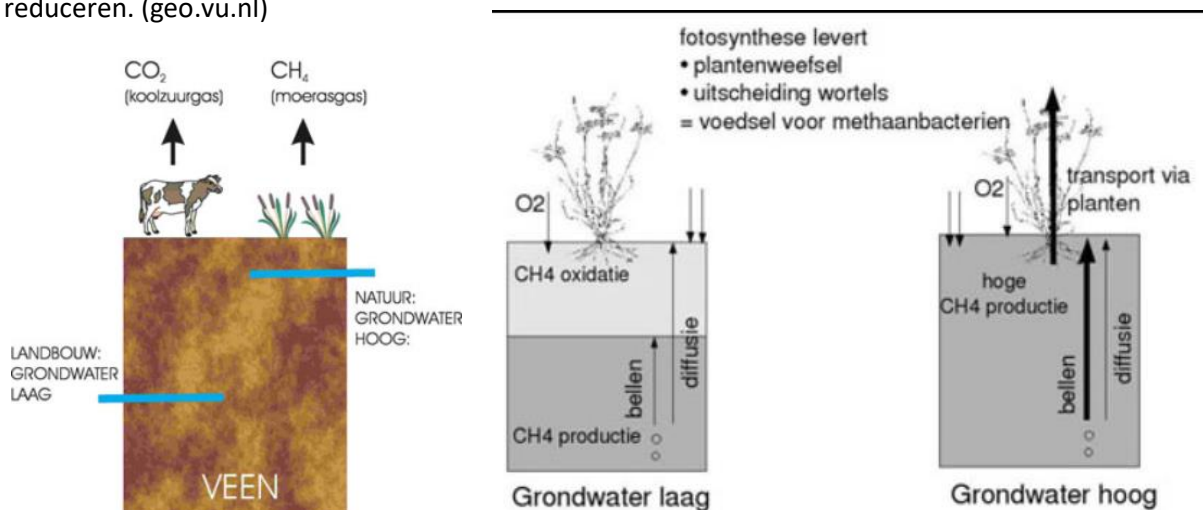 reduceren. (geo.vu.nl)
CO2
(koolzuurgas)
CH4
(moerasgas)
LANDBOUW:
GRONDWATER
LAAG
NATUUR:
GRONDWATER
HOOG:
VEEN
fotosynthese levert
• plantenweefsel
• uitscheiding wortels
= voedsel voor methaanbacterien
O2
CH4 oxidatie
bellen
diffusie
CH4 productie
Grondwater laag
O2
transport via
planten
hoge
CH4 productie
bellen
diffusie
Grondwater hoog